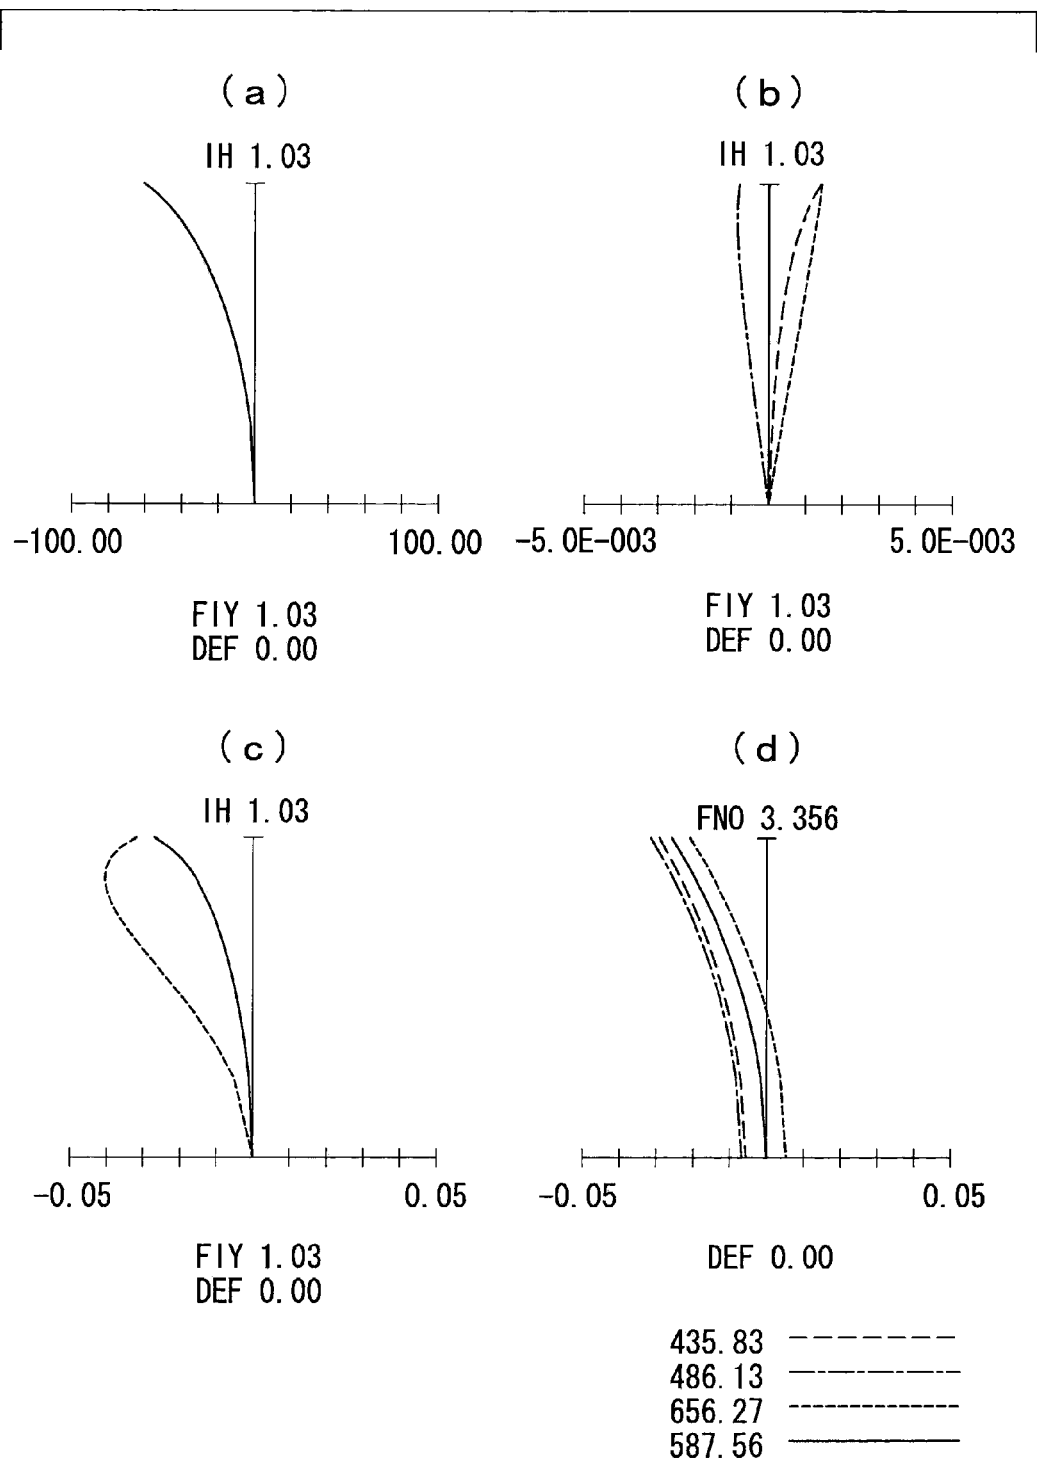 (a)
IH 1.03
-100.00 100.00
FIY 1.03
DEF 0.00
(b)
IH 1.03
-5.0E-003 5.0E-003
FIY 1.03
DEF 0.00
(c)
IH 1.03
-0.05 0.05
FIY 1.03
DEF 0.00
(d)
FNO 3.356
-0.05 0.05
DEF 0.00
435.83
486.13
656.27
587.56